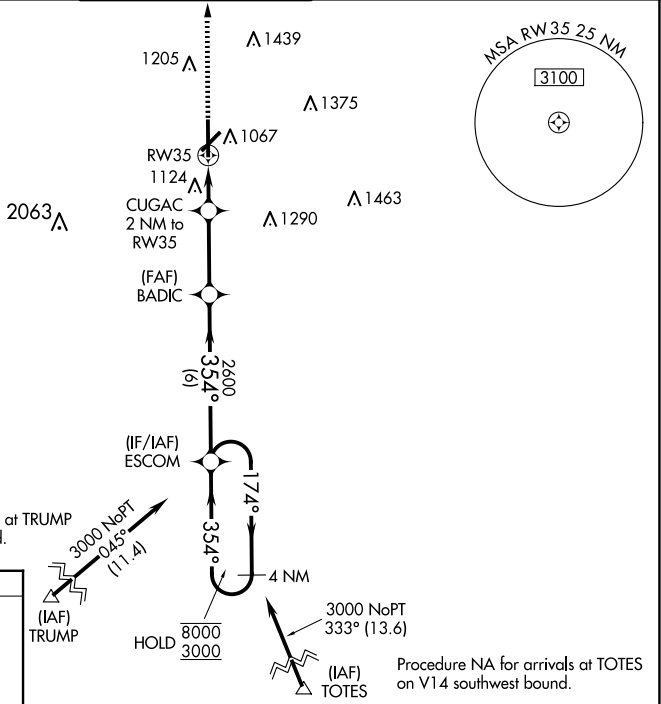 1439
1205
MSA RW35 25 NM
3100
1375
1067
RW35
1124
CUGAC
2 NM to
RW35
2063
1463
1290
(FAF)
BADIC
2600
354°
(6)
(IF/IAF)
ESCOM
174°
354°
at TRUMP
d.
3000 NoPT
045°
(11.4)
4 NM
(IAF)
TRUMP
HOLD
8000
3000
3000 NoPT
333° (13.6)
(IAF)
TOTES
Procedure NA for arrivals at TOTES
on V14 southwest bound.